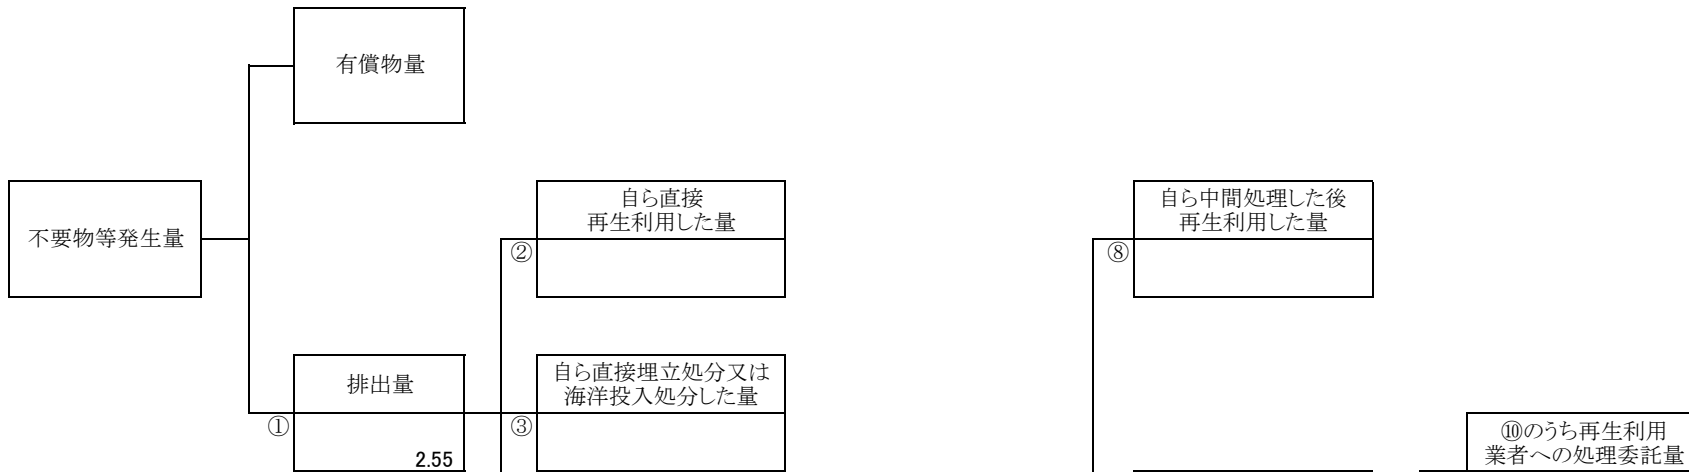 有償物量
不要物等発生量
自ら直接
再生利用した量
②
自ら中間処理した後
再生利用した量
⑧
排出量
①
2.55
自ら直接埋立処分又は
海洋投入処分した量
③
⑩のうち再生利用
業者への処理委託量